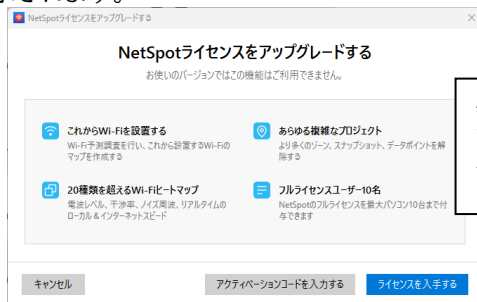 されます。
NetSpotライセンスをアップグレードする
NetSpotライセンスをアップグレードする
お使いのバージョンではこの機能はご利用できません。
これからWi-Fiを設置する
Wi-Fi予測調査を行い、これから設置するWi-Fiの
マップを作成する
あらゆる複雑なプロジェクト
より多くのゾーン、スナップショット、データポイントを解
除する
20種類を超えるWi-Fiヒートマップ
電波レベル、干渉率、ノイズ周波、リアルタイムの
ローカル＆インターネットスピード
フルライセンスユーザー10名
NetSpotのフルライセンスを最大パソコン10台まで付
与できます
キャンセル
アクティベーションコードを入力する
ライセンスを入手する